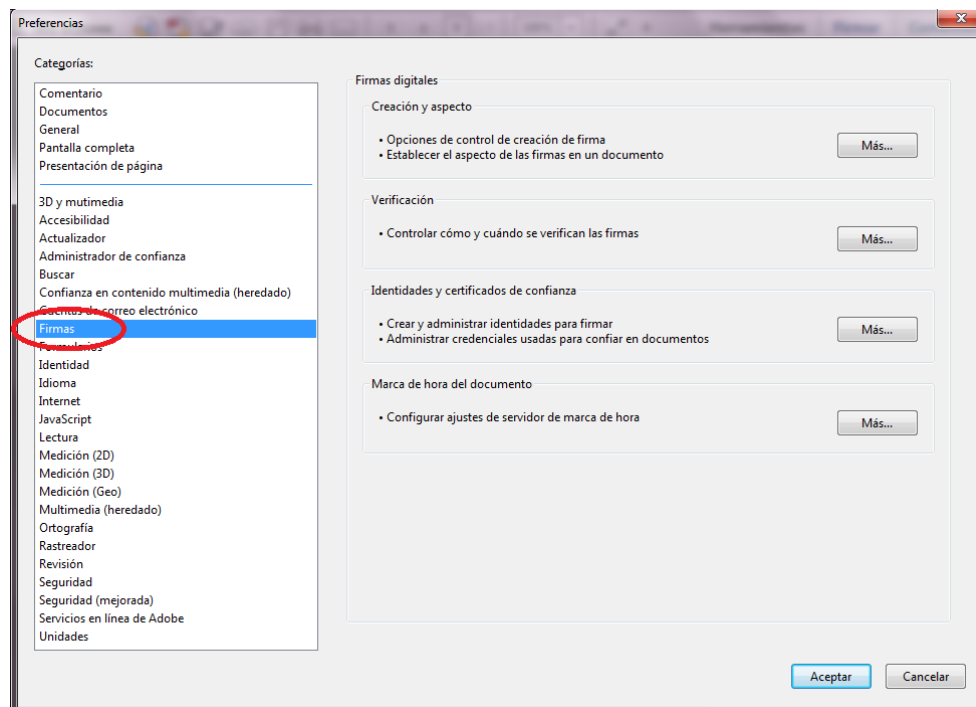 Preferencias
Categorías:
Comentario
Documentos
General
Pantalla completa
Presentación de página
3D y mutimedia
Accesibilidad
Actualizador
Administrador de confianza
Buscar
Confianza en contenido multimedia (heredado)
Cuentas de correo electrónico
Firmas
Formularios
Identidad
Idioma
Internet
JavaScript
Lectura
Medición (2D)
Medición (3D)
Medición (Geo)
Multimedia (heredado)
Ortografía
Rastreador
Revisión
Seguridad
Seguridad (mejorada)
Servicios en línea de Adobe
Unidades
Firmas digitales
Creación y aspecto
• Opciones de control de creación de firma
• Establecer el aspecto de las firmas en un documento
Más...
Verificación
• Controlar cómo y cuándo se verifican las firmas
Más...
Identidades y certificados de confianza
• Crear y administrar identidades para firmar
• Administrar credenciales usadas para confiar en documentos
Más...
Marca de hora del documento
• Configurar ajustes de servidor de marca de hora
Más...
Aceptar
Cancelar